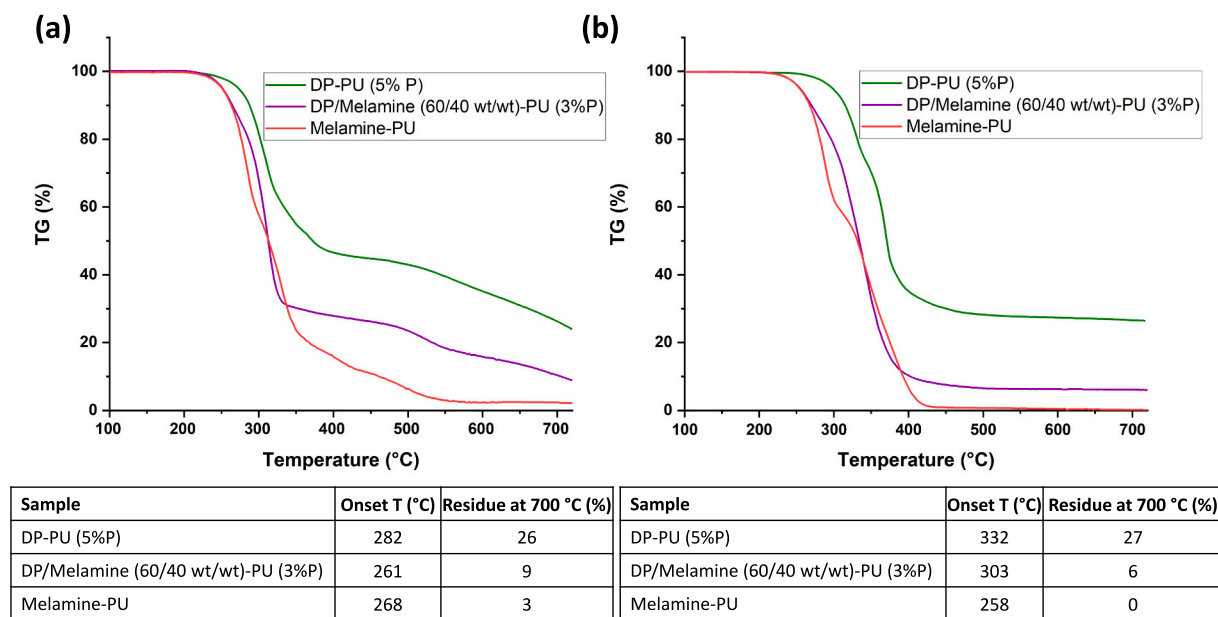 (a)
100
80
60
40
20
0
TG (%)
100 200 300 400 500 600 700
Temperature (°C)
DP-PU (5% P)
DP/Melamine (60/40 wt/wt)-PU (3%P)
Melamine-PU
(b)
100
80
60
40
20
0
TG (%)
100 200 300 400 500 600 700
Temperature (°C)
DP-PU (5%P)
DP/Melamine (60/40 wt/wt)-PU (3%P)
Melamine-PU
Sample Onset T (°C) Residue at 700 °C (%)
DP-PU (5%P) 282 26
DP/Melamine (60/40 wt/wt)-PU (3%P) 261 9
Melamine-PU 268 3
Sample Onset T (°C) Residue at 700 °C (%)
DP-PU (5%P) 332 27
DP/Melamine (60/40 wt/wt)-PU (3%P) 303 6
Melamine-PU 258 0